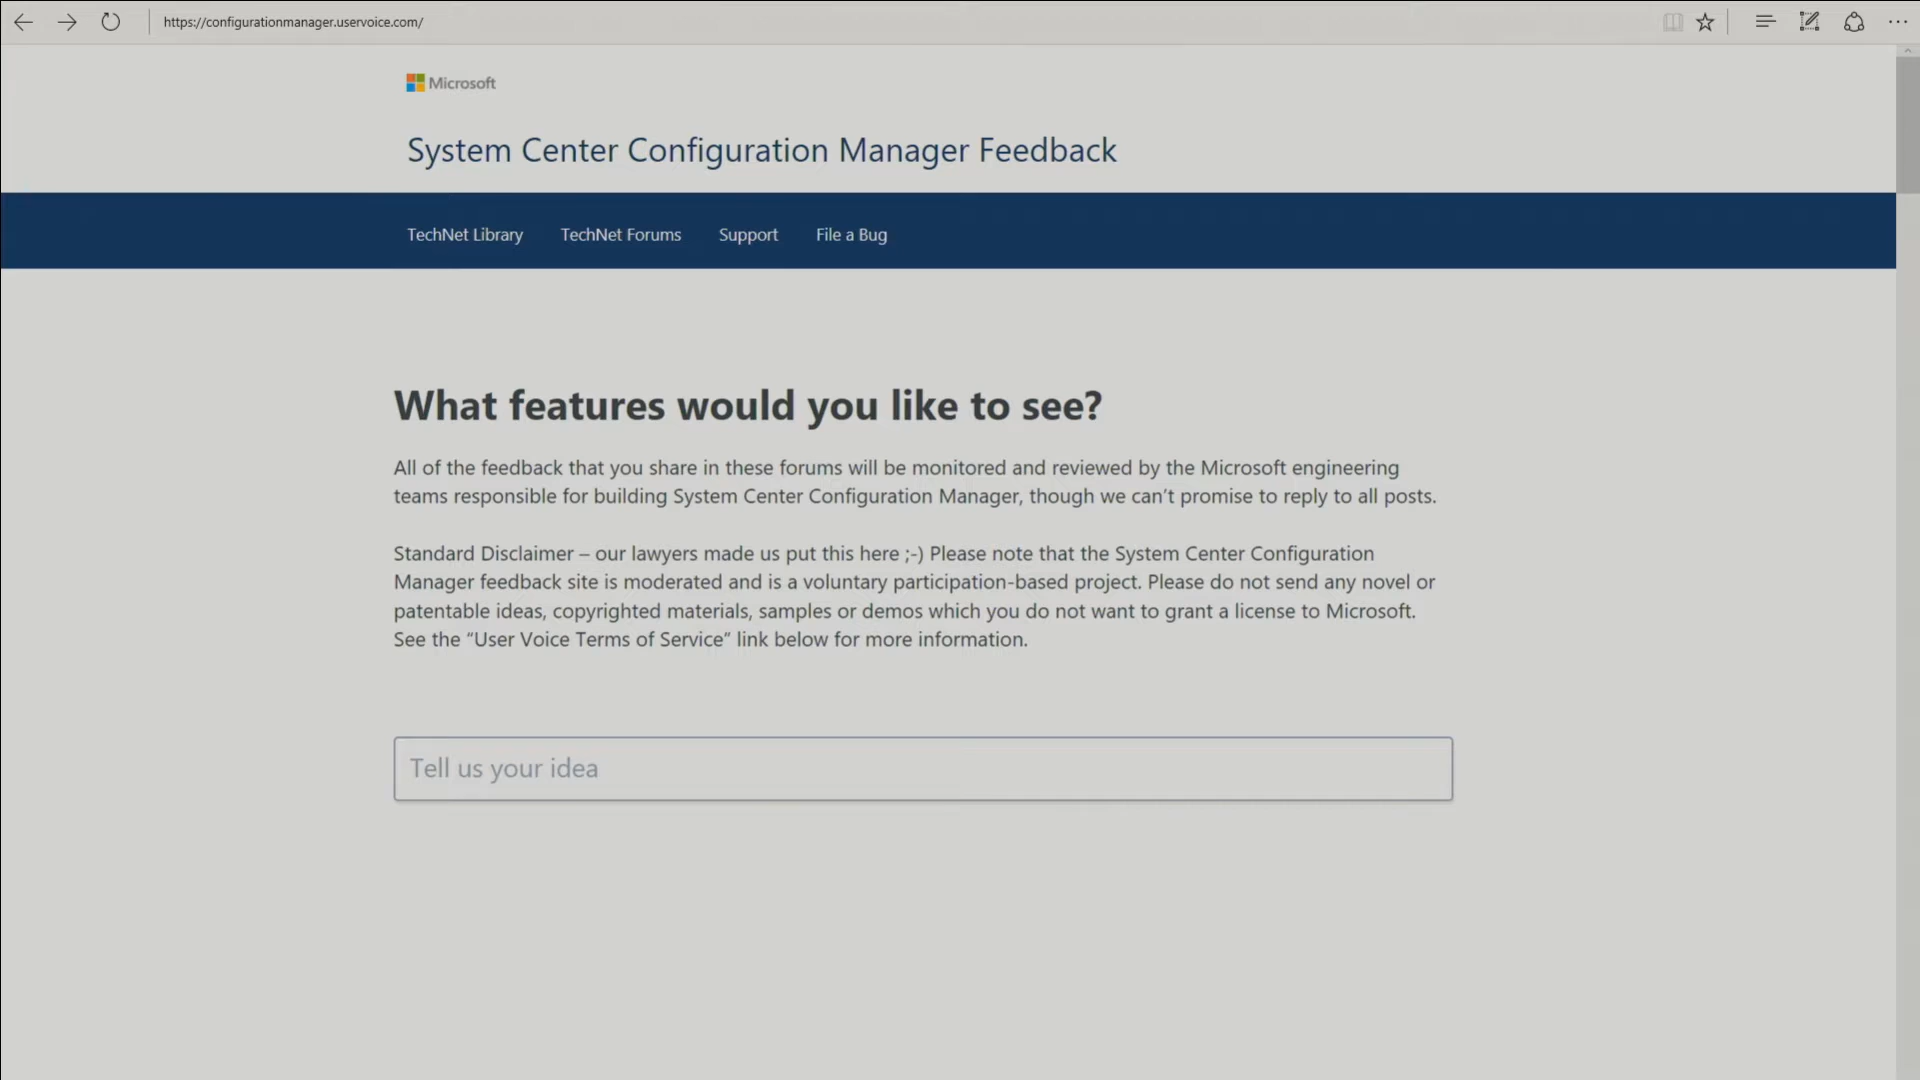 https://configurationmanager.uservoice.com/
Microsoft
System Center Configuration Manager Feedback
TechNet Library TechNet Forums Support File a Bug
What features would you like to see?
All of the feedback that you share in these forums will be monitored and reviewed by the Microsoft engineering
teams responsible for building System Center Configuration Manager, though we can’t promise to reply to all posts.
Standard Disclaimer – our lawyers made us put this here ;-) Please note that the System Center Configuration
Manager feedback site is moderated and is a voluntary participation-based project. Please do not send any novel or
patentable ideas, copyrighted materials, samples or demos which you do not want to grant a license to Microsoft.
See the “User Voice Terms of Service” link below for more information.
Tell us your idea